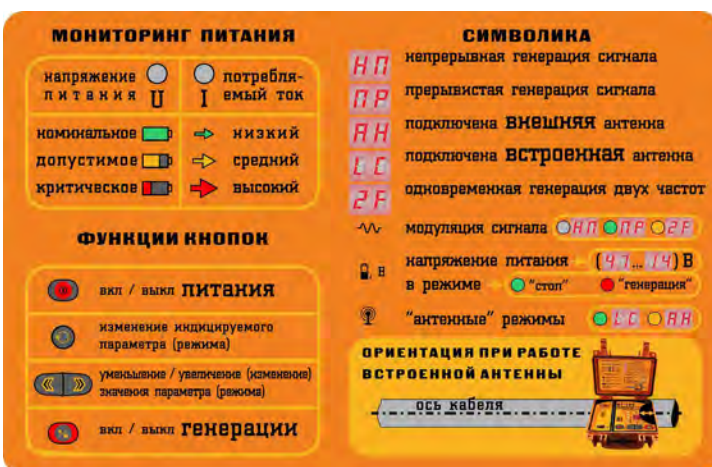 МОНИТОРИНГ ПИТАНИЯ
напряжение
питания U
I потребля-
емый ток
номинальное
низкий
допустимое
средний
критическое
высокий
ФУНКЦИИ КНОПОК
вкл / выкл ПИТАНИЯ
изменение индицируемого
параметра (режима)
уменьшение / увеличение (изменение)
значения параметра (режима)
вкл / выкл ГЕНЕРАЦИИ
СИМВОЛИКА
НП непрерывная генерация сигнала
ПР прерывистая генерация сигнала
АН подключена ВНЕШНЯЯ антенна
LC подключена ВСТРОЕННАЯ антенна
2F одновременная генерация двух частот
модуляция сигнала НП ПР 2F
, В напряжение питания (47...14) В
в режиме "стоп" "генерация"
"антенные" режимы LC АН
ОРИЕНТАЦИЯ ПРИ РАБОТЕ
ВСТРОЕННОЙ АНТЕННЫ
ось кабеля